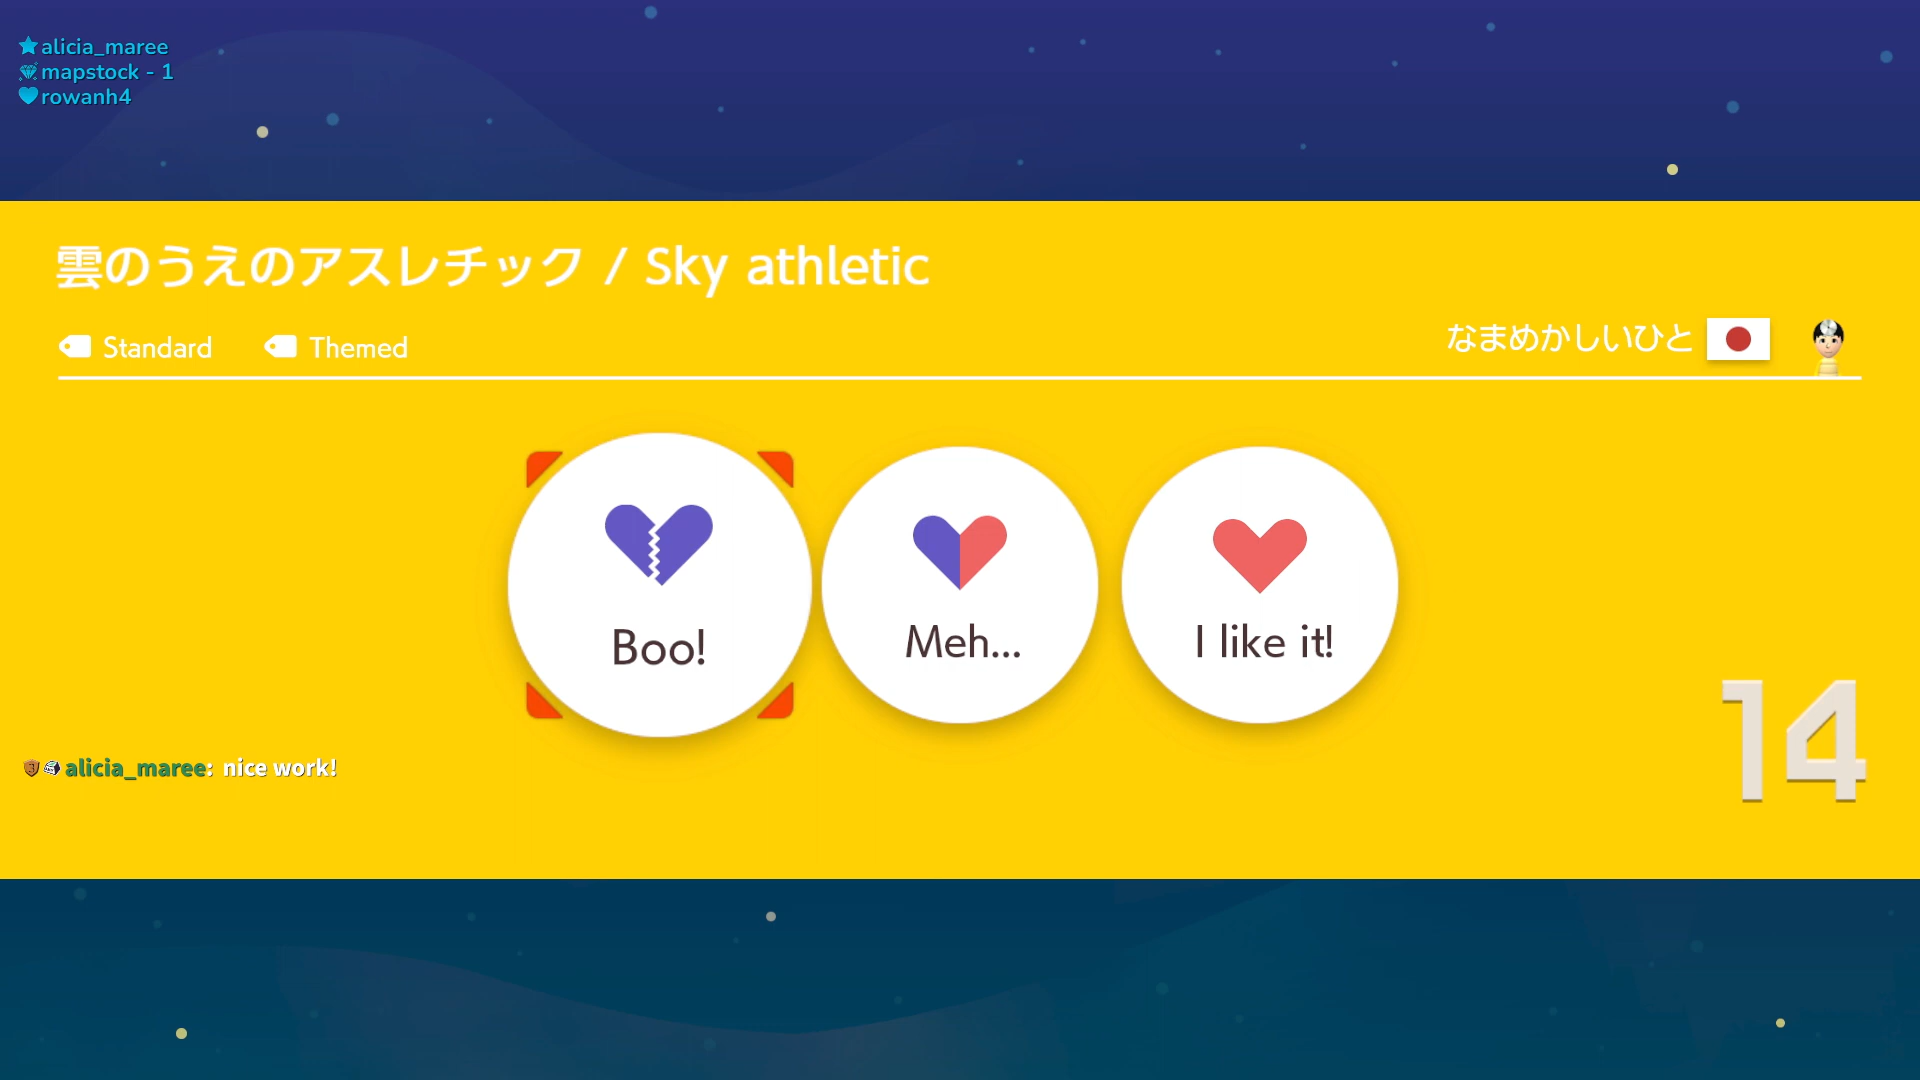 alicia_maree
mapstock - 1
rowanh4
雲のうえのアスレチック / Sky athletic
Standard Themed
なまめかしいひと
Boo!
Meh...
I like it!
14
alicia_maree: nice work!